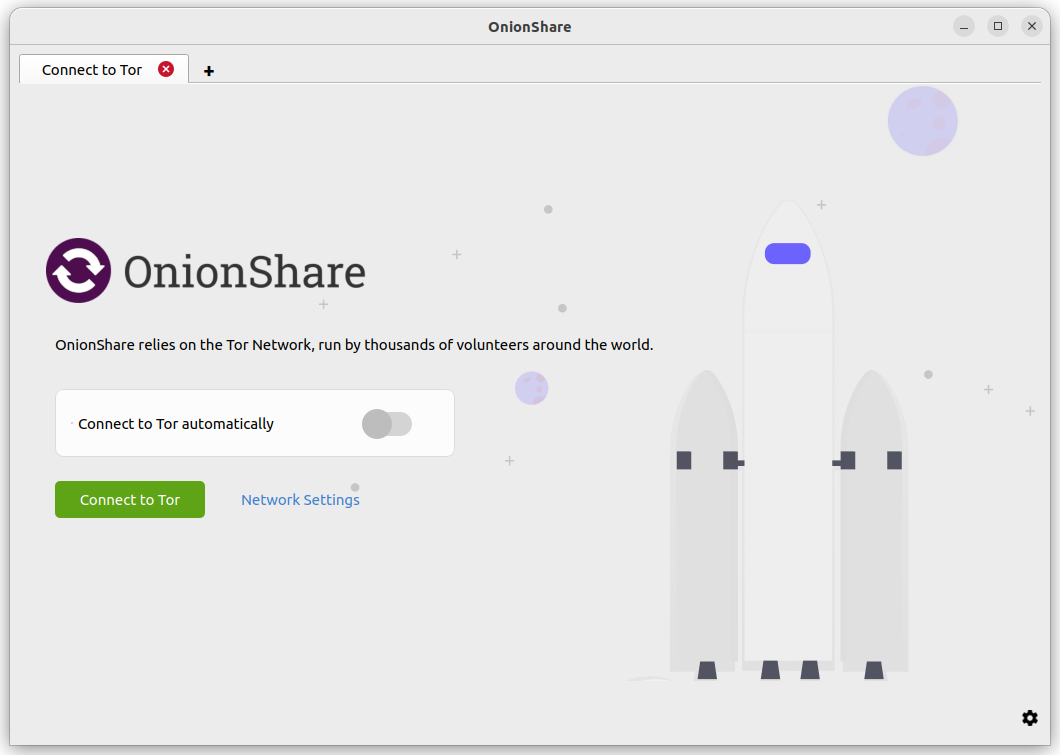 OnionShare
Connect to Tor
+
OnionShare
OnionShare relies on the Tor Network, run by thousands of volunteers around the world.
Connect to Tor automatically
Connect to Tor
Network Settings